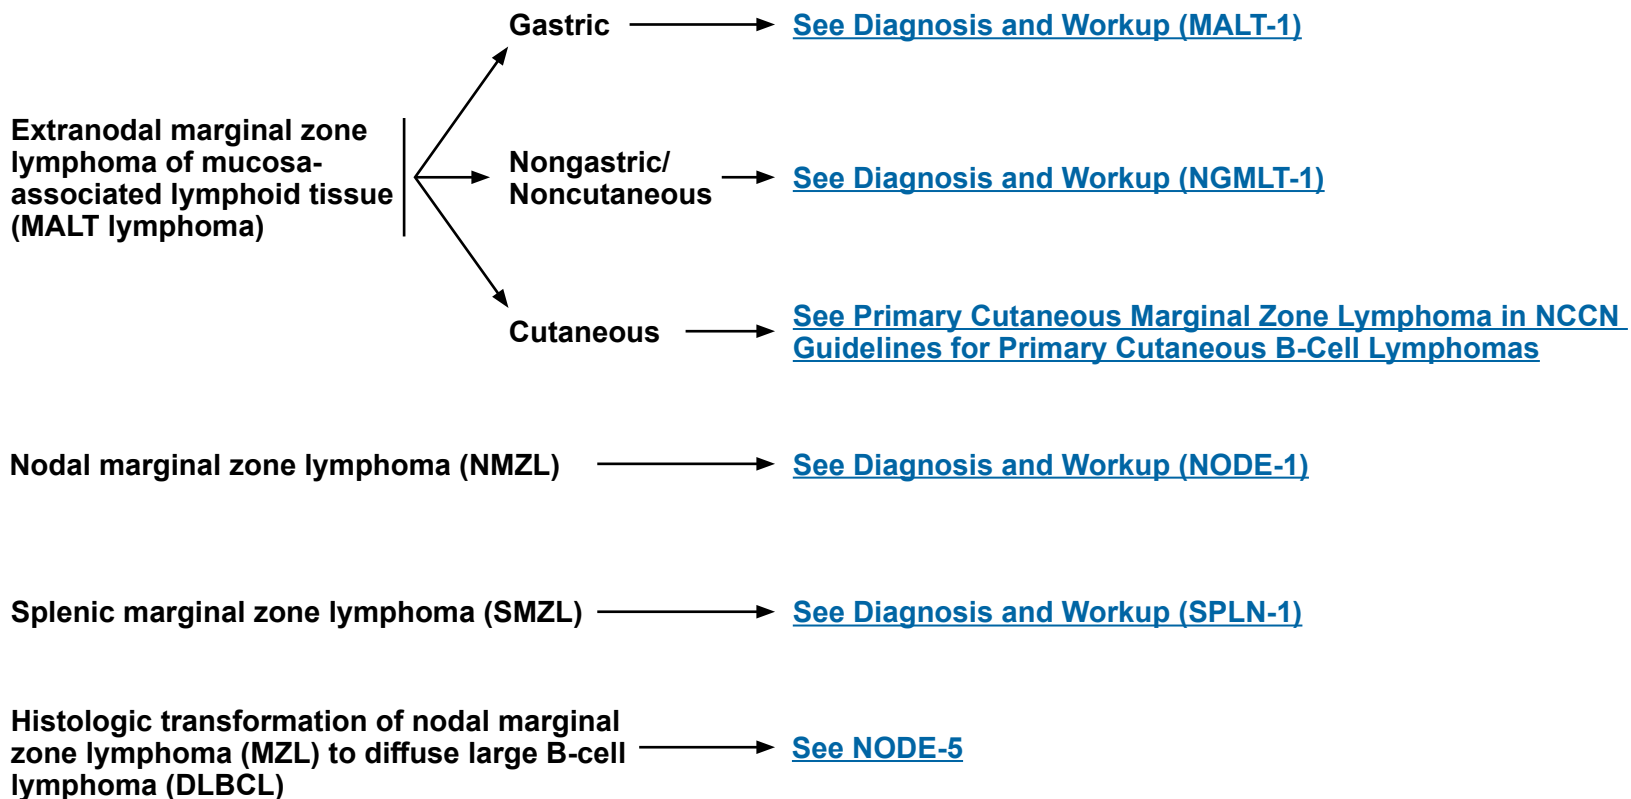 Gastric
See Diagnosis and Workup (MALT-1)
Extranodal marginal zone
lymphoma of mucosa-
associated lymphoid tissue
(MALT lymphoma)
Nongastric/
Noncutaneous
See Diagnosis and Workup (NGMLT-1)
Cutaneous
See Primary Cutaneous Marginal Zone Lymphoma in NCCN
Guidelines for Primary Cutaneous B-Cell Lymphomas
Nodal marginal zone lymphoma (NMZL)
See Diagnosis and Workup (NODE-1)
Splenic marginal zone lymphoma (SMZL)
See Diagnosis and Workup (SPLN-1)
Histologic transformation of nodal marginal
zone lymphoma (MZL) to diffuse large B-cell
lymphoma (DLBCL)
See NODE-5